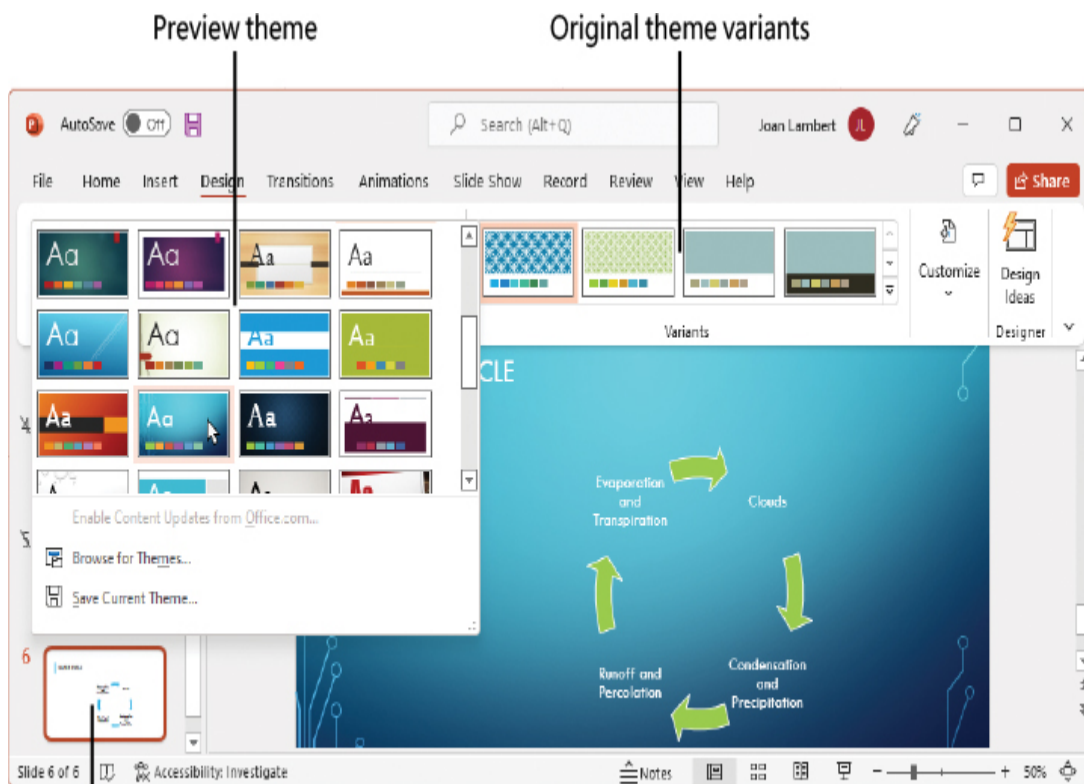 Preview theme
Original theme variants
AutoSave Off
Search (Alt+Q)
Joan Lambert JL
File Home Insert Design Transitions Animations Slide Show Record Review View Help
Share
Aa Aa Aa Aa
Customize
Design
Ideas
Aa Aa Aa Aa
Variants
Designer
CLE
Aa Aa Aa Aa
Evaporation
and
Transpiration
Clouds
Enable Content Updates from Office.com...
Browse for Themes...
Save Current Theme...
5
6
Runoff and
Percolation
Condensation
and
Precipitation
Slide 6 of 6 Accessibility: Investigate Notes 50%